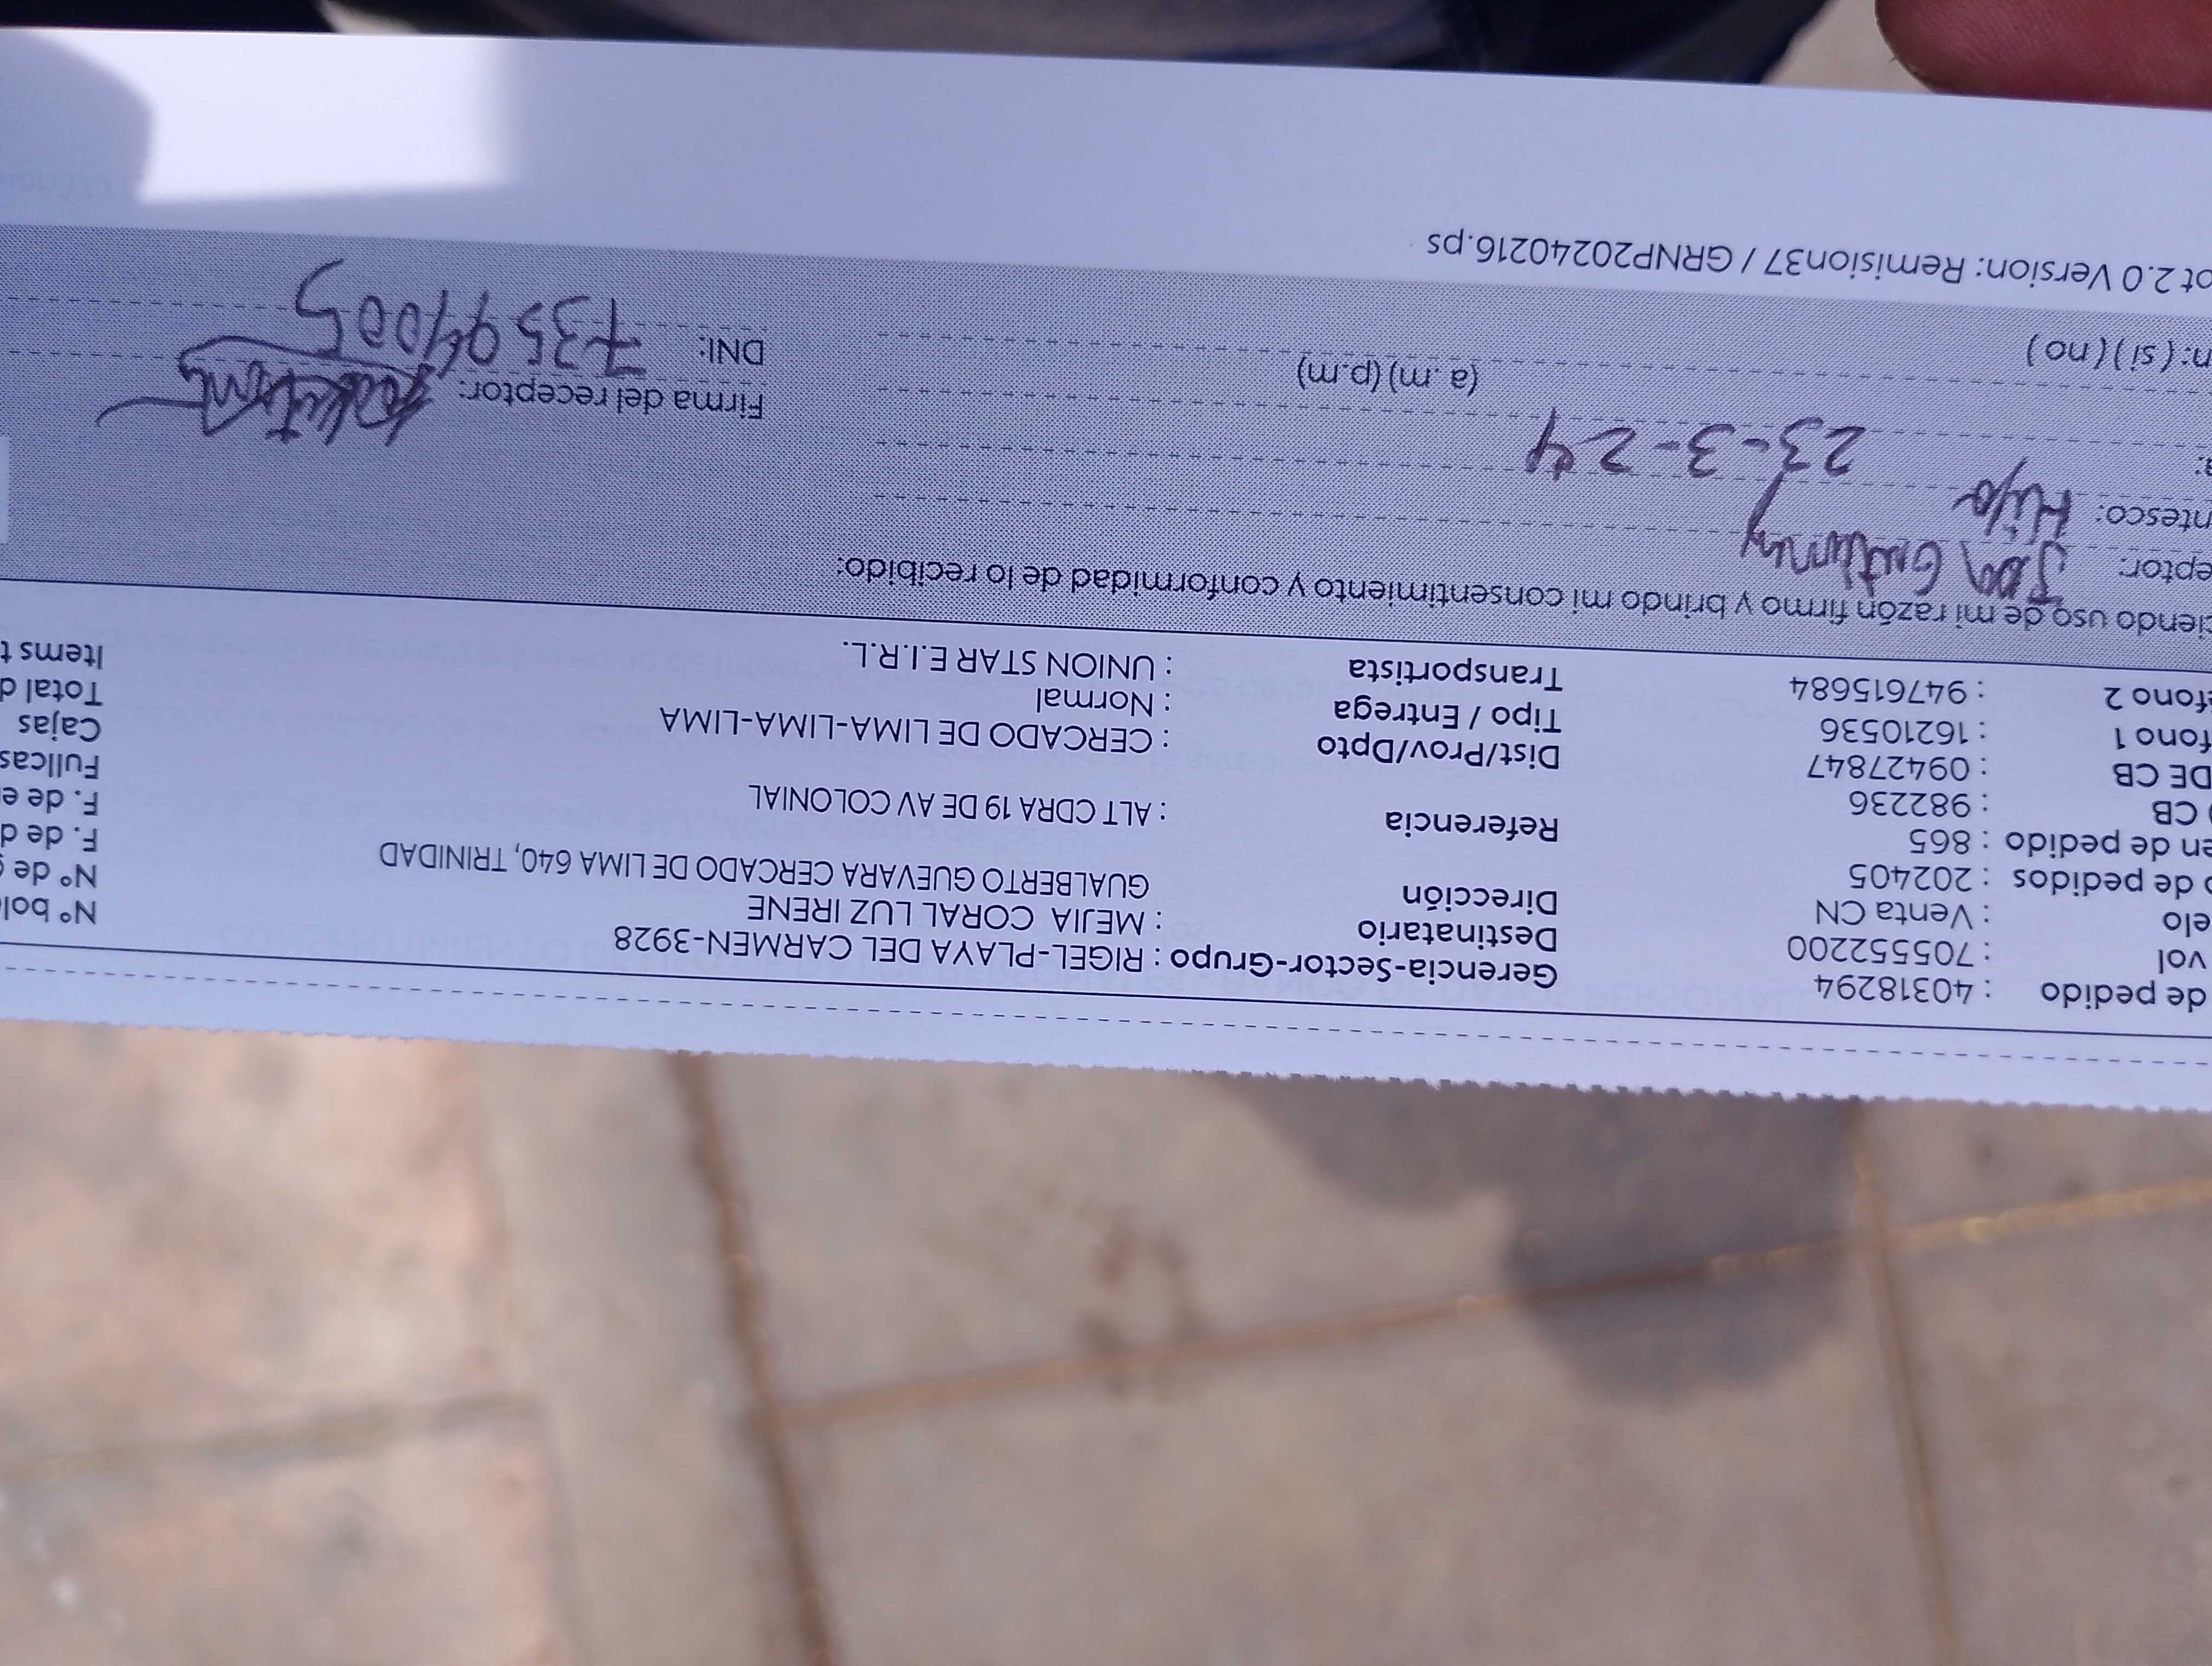 de pedido : 40318294 Gerencia-Sector-Grupo : RIGEL-PLAYA DEL CARMEN-3928 N° bol
vol : 705552200 Destinatario : MEJIA CORAL LUZ IRENE N° de
elo : Venta CN Dirección GUALBERTO GUEVARA CERCADO DE LIMA 640, TRINIDAD F. de d
de pedidos : 202405 F. de e
en de pedido : 865 Referencia : ALT CDRA 19 DE AV COLONIAL Fullcas
CB : 982236 Cajas
DE CB : 09427847 Dist/Prov/Dpto : CERCADO DE LIMA-LIMA-LIMA Total d
fono 1 : 16210536 Tipo / Entrega : Normal Items t
éfono 2 : 947615684 Transportista : UNION STAR E.I.R.L.
ciendo uso de mi razón firmo y brindo mi consentimiento y conformidad de lo recibido:
eptor:
ntesco: Hijo
a: 23-3-24 Firma del receptor:
(a.m) (p.m) DNI: 73594005
n: (si) (no)
pt 2.0 Version: Remision37 / GRNP20240216.ps